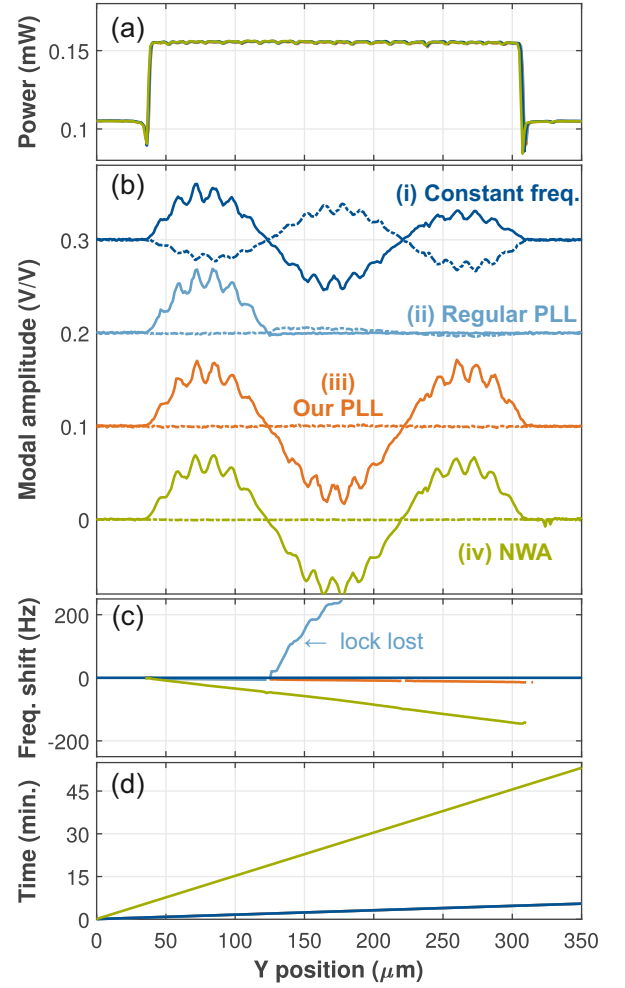 (a)
Power (mW)
0.15
0.1
(b)
(i) Constant freq.
(ii) Regular PLL
(iii)
Our PLL
(iv) NWA
Modal amplitude (V/V)
0.3
0.2
0.1
0
(c)
← lock lost
Freq. shift (Hz)
200
0
-200
(d)
Time (min.)
45
30
15
0
0 50 100 150 200 250 300 350
Y position (μm)